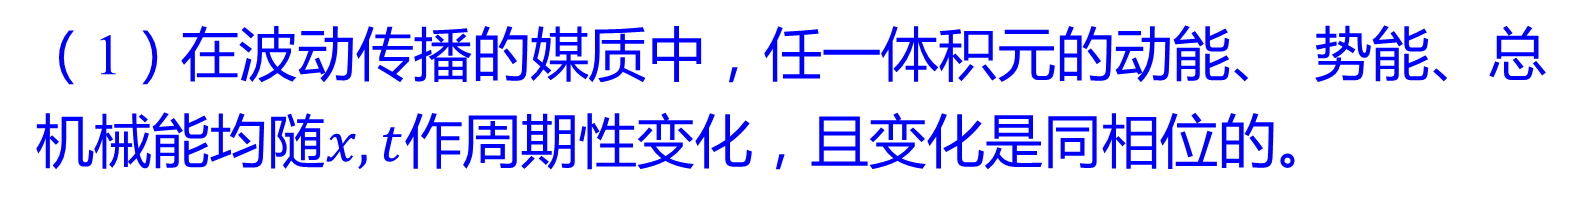 （1）在波动传播的媒质中，任一体积元的动能、 势能、总
机械能均随x, t作周期性变化，且变化是同相位的。